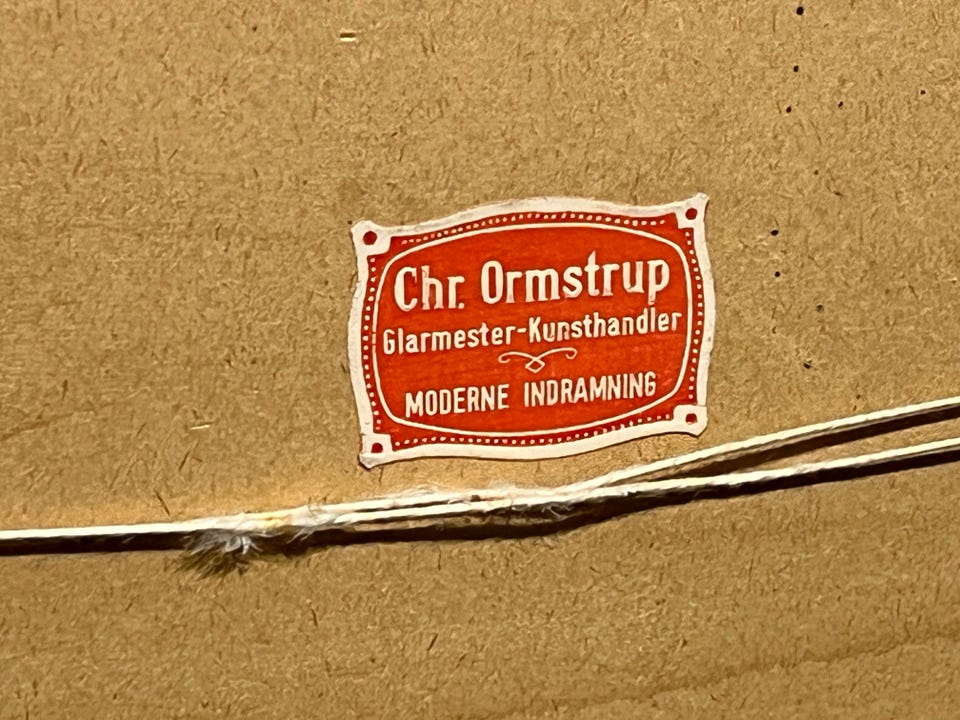 Chr. Ormstrup
Glarmester-Kunsthandler
MODERNE INDRAMNING